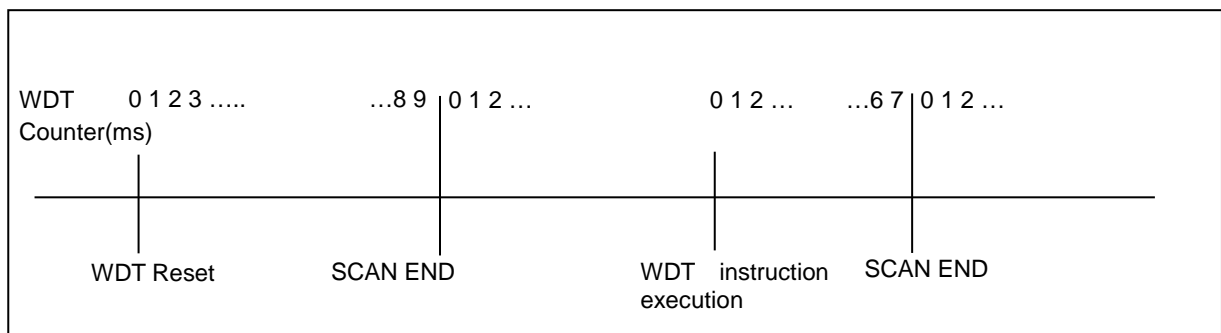 WDT 0 1 2 3 ….. …8 9 0 1 2 … 0 1 2 … …6 7 0 1 2 …
Counter(ms)
WDT Reset SCAN END WDT instruction SCAN END
execution